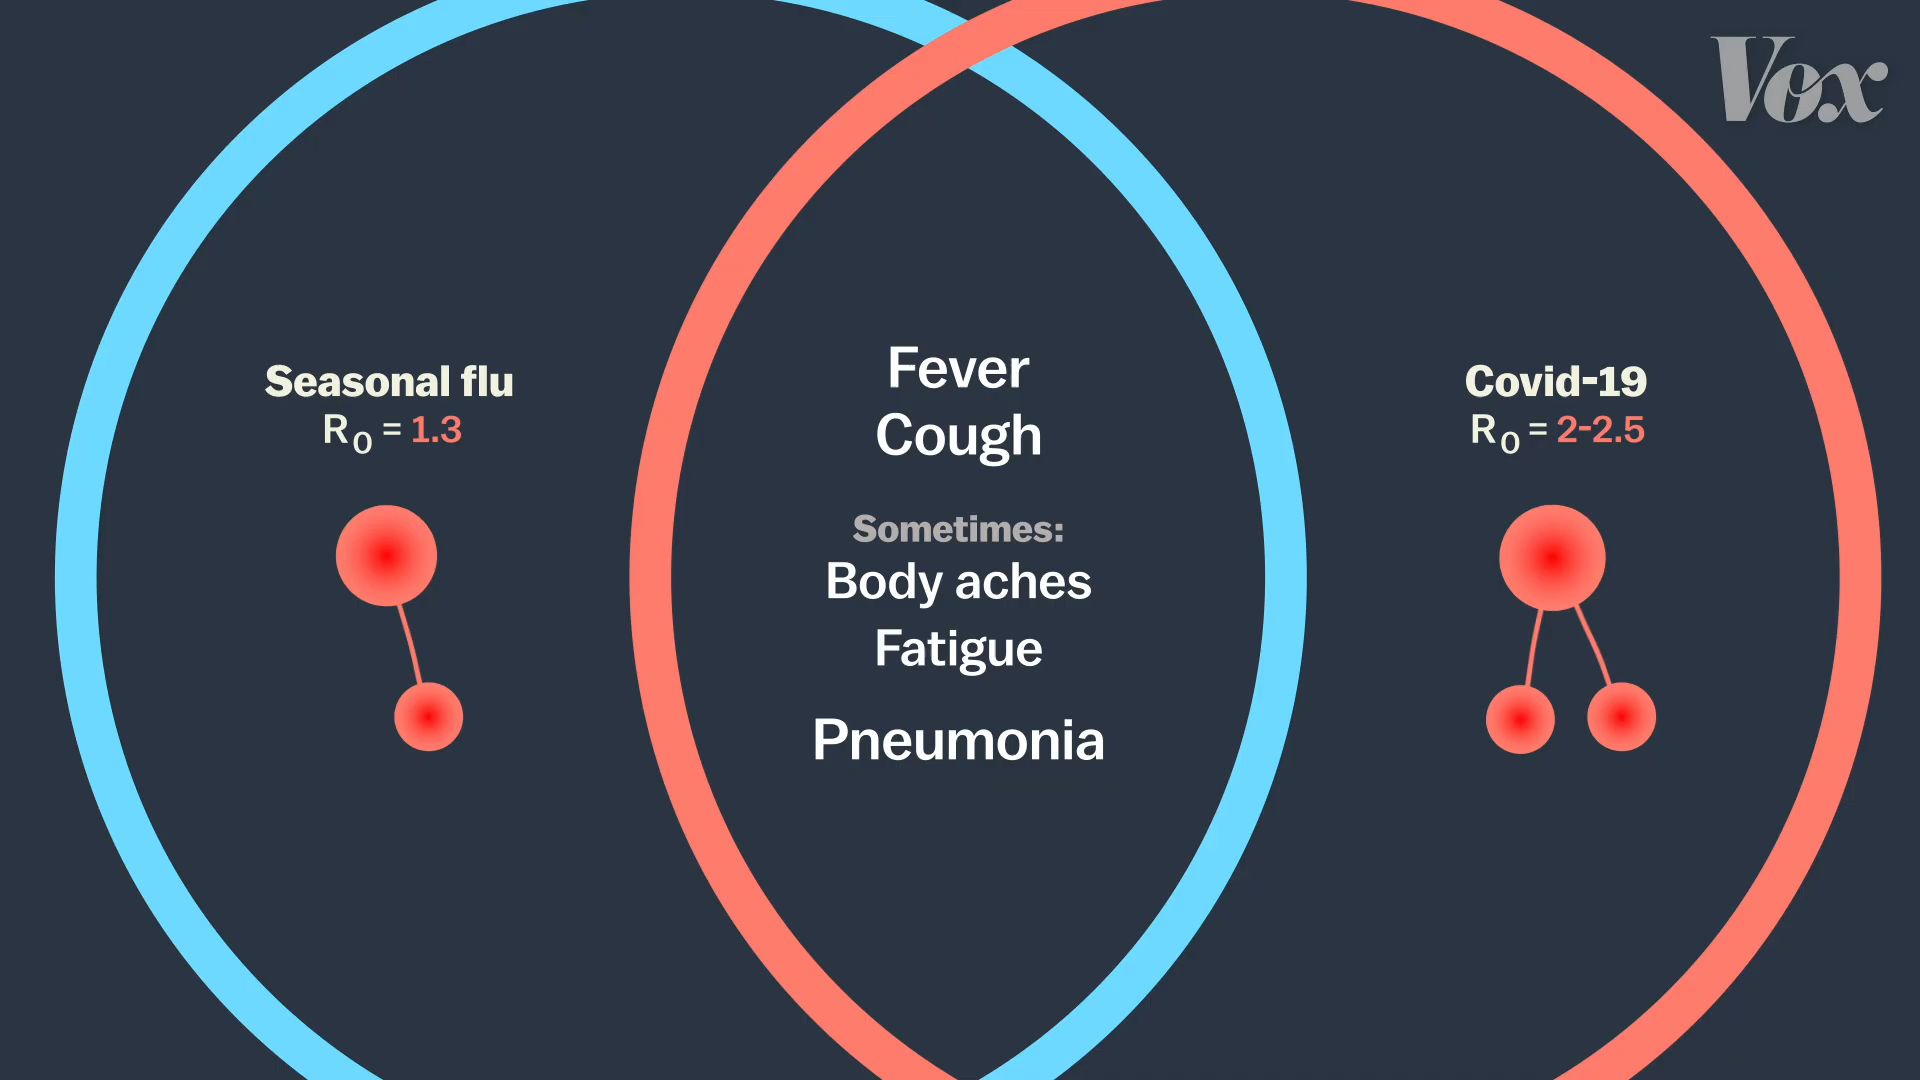 Vox
Seasonal flu
R0 = 1.3
Fever
Cough
Sometimes:
Body aches
Fatigue
Pneumonia
Covid-19
R0 = 2-2.5